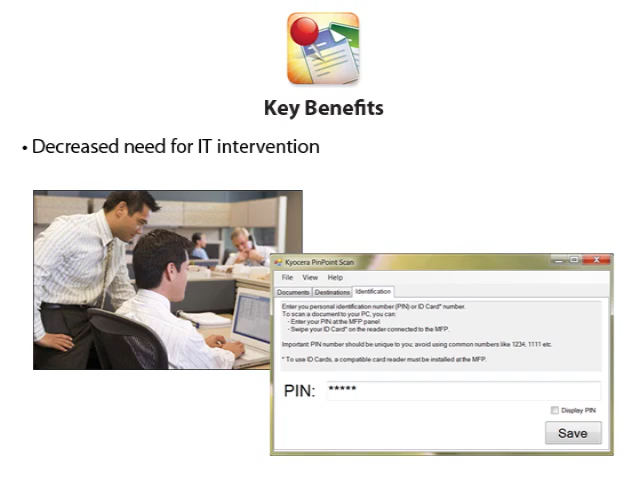 Key Benefits
• Decreased need for IT intervention
Kyocera PinPoint Scan
File View Help
Documents Destinations Identification
Enter you personal identification number (PIN) or ID Card* number.
To scan a document to your PC, you can:
- Enter your PIN at the MFP panel
- Swipe your ID Card* on the reader connected to the MFP.
Important: PIN number should be unique to you; avoid using common numbers like 1234, 1111 etc.
* To use ID Cards, a compatible card reader must be installed at the MFP.
PIN: *****
Display PIN
Save